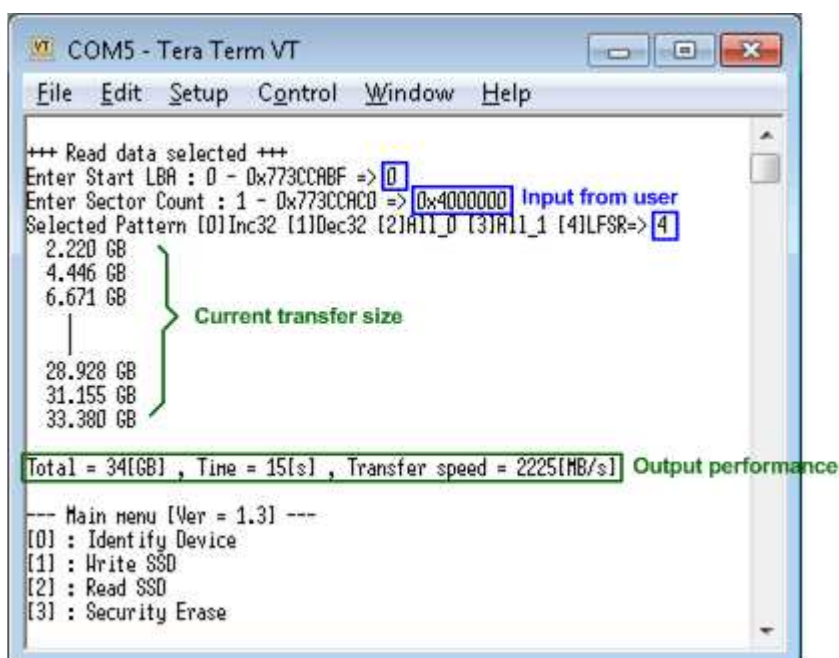 COM5 - Tera Term VT
File Edit Setup Control Window Help
+++ Read data selected +++
Enter Start LBA : 0 - 0x773CCABF => 0
Enter Sector Count : 1 - 0x773CCAC0 => 0x4000000 Input from user
Selected Pattern [0]Inc32 [1]Dec32 [2]All_0 [3]All_1 [4]LFSR=> 4
2.220 GB
4.446 GB
6.671 GB
Current transfer size
28.928 GB
31.155 GB
33.380 GB
Total = 34[GB] , Time = 15[s] , Transfer speed = 2225[MB/s] Output performance
--- Main menu [Ver = 1.3] ---
[0] : Identify Device
[1] : Write SSD
[2] : Read SSD
[3] : Security Erase